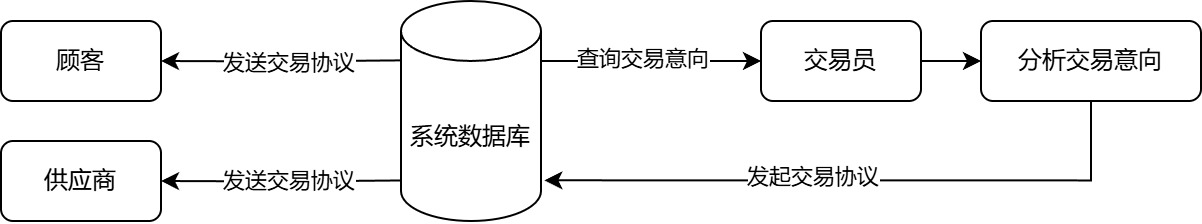 顾客
发送交易协议
查询交易意向
交易员
分析交易意向
系统数据库
供应商
发送交易协议
发起交易协议